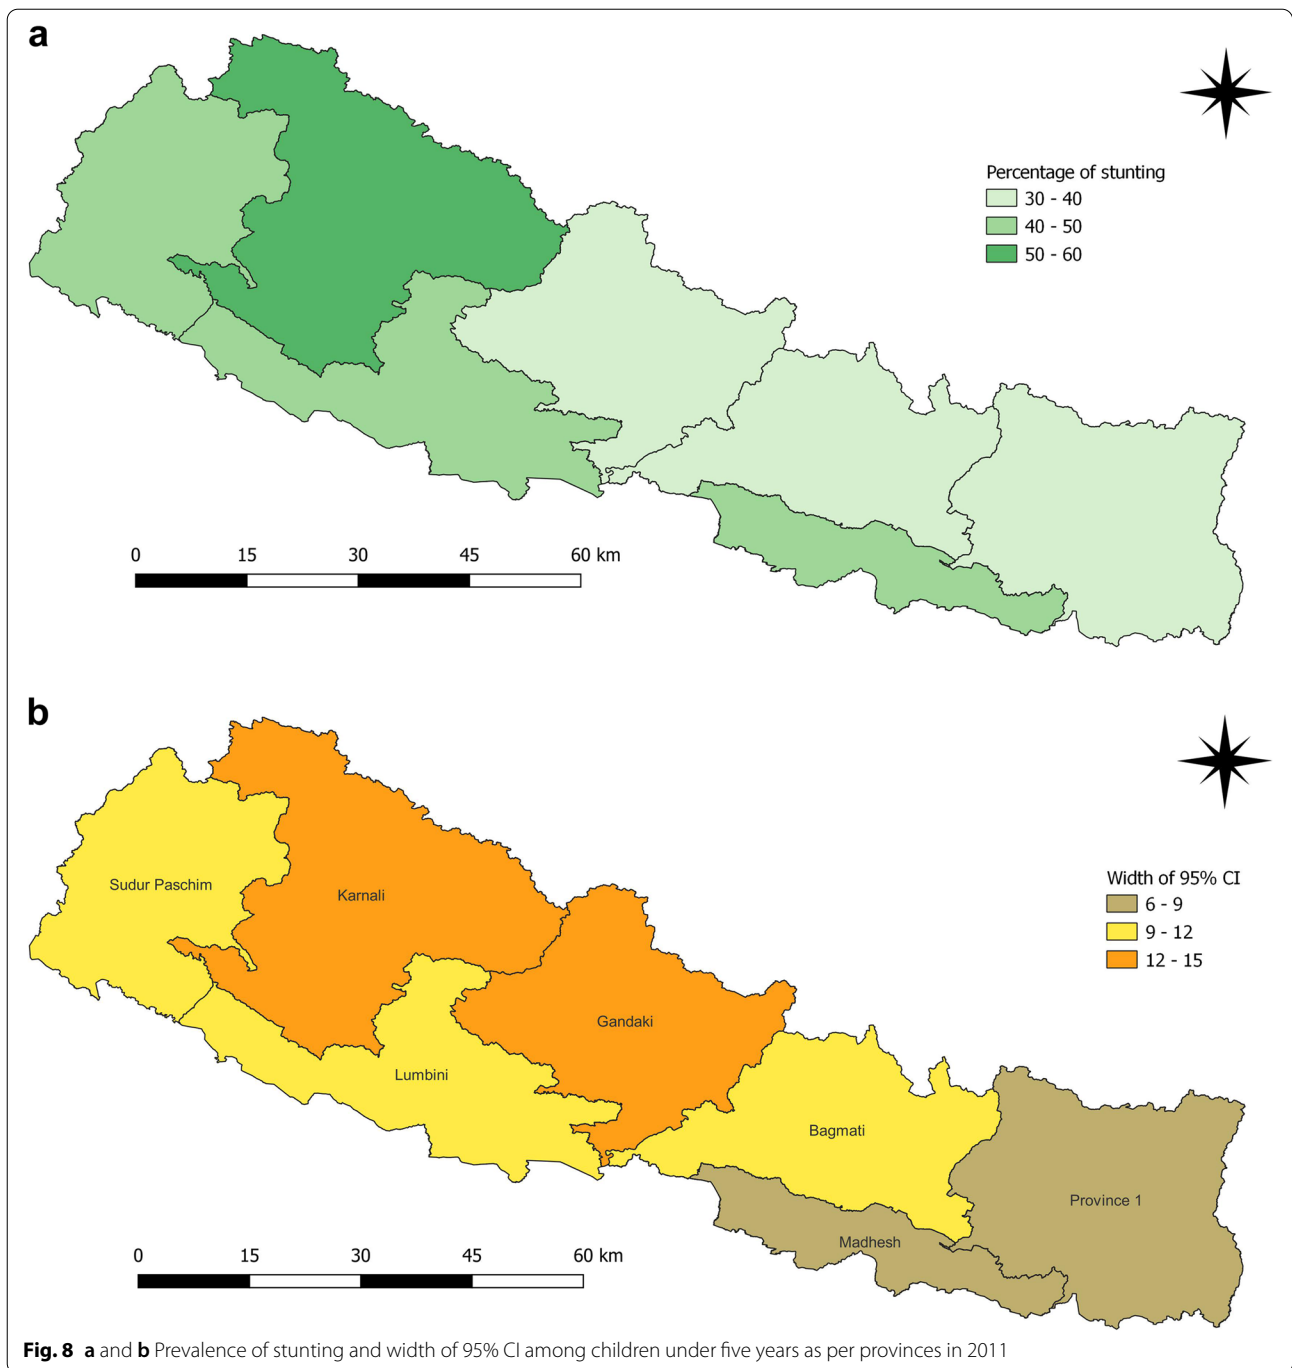 a
Percentage of stunting
30 - 40
40 - 50
50 - 60
0 15 30 45 60 km
b
Width of 95% CI
6 - 9
9 - 12
12 - 15
Sudur Paschim
Karnali
Gandaki
Lumbini
Bagmati
Province 1
Madhesh
0 15 30 45 60 km
Fig. 8 a and b Prevalence of stunting and width of 95% CI among children under five years as per provinces in 2011